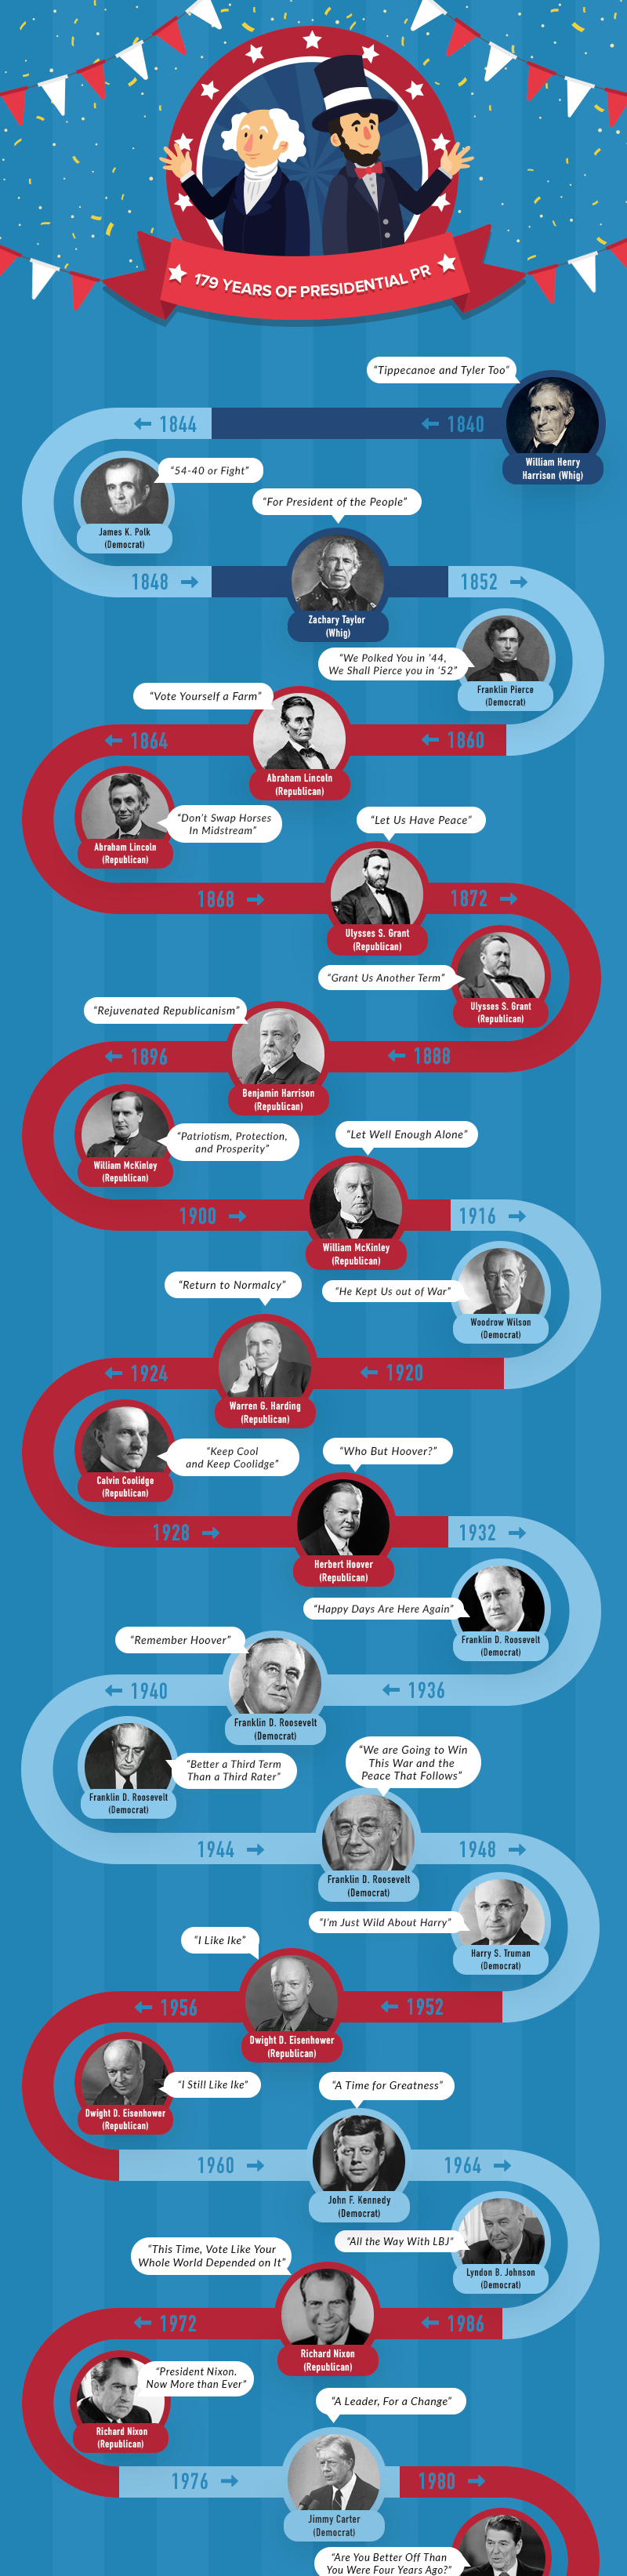 179 YEARS OF PRESIDENTIAL PR
“Tippecanoe and Tyler Too”
1844
1840
William Henry
Harrison (Whig)
“54-40 or Fight”
James K. Polk
(Democrat)
“For President of the People”
1848
Zachary Taylor
(Whig)
1852
“We Polked You in ’44,
We Shall Pierce you in ‘52”
Franklin Pierce
(Democrat)
“Vote Yourself a Farm”
1864
1860
Abraham Lincoln
(Republican)
“Don’t Swap Horses
In Midstream”
Abraham Lincoln
(Republican)
“Let Us Have Peace”
1868
Ulysses S. Grant
(Republican)
1872
“Grant Us Another Term”
Ulysses S. Grant
(Republican)
“Rejuvenated Republicanism”
1896
1888
Benjamin Harrison
(Republican)
“Patriotism, Protection,
and Prosperity”
William McKinley
(Republican)
“Let Well Enough Alone”
1900
William McKinley
(Republican)
1916
“He Kept Us out of War”
Woodrow Wilson
(Democrat)
“Return to Normalcy”
1924
1920
Warren G. Harding
(Republican)
“Keep Cool
and Keep Coolidge”
Calvin Coolidge
(Republican)
“Who But Hoover?”
1928
Herbert Hoover
(Republican)
1932
“Happy Days Are Here Again”
Franklin D. Roosevelt
(Democrat)
“Remember Hoover”
1940
1936
Franklin D. Roosevelt
(Democrat)
“Better a Third Term
Than a Third Rater”
Franklin D. Roosevelt
(Democrat)
“We are Going to Win
This War and the
Peace That Follows”
1944
Franklin D. Roosevelt
(Democrat)
1948
“I’m Just Wild About Harry”
Harry S. Truman
(Democrat)
“I Like Ike”
1956
1952
Dwight D. Eisenhower
(Republican)
“I Still Like Ike”
Dwight D. Eisenhower
(Republican)
“A Time for Greatness”
1960
John F. Kennedy
(Democrat)
1964
“All the Way With LBJ”
Lyndon B. Johnson
(Democrat)
“This Time, Vote Like Your
Whole World Depended on It”
1972
1986
Richard Nixon
(Republican)
“President Nixon.
Now More than Ever”
Richard Nixon
(Republican)
“A Leader, For a Change”
1976
Jimmy Carter
(Democrat)
1980
“Are You Better Off Than
You Were Four Years Ago?”